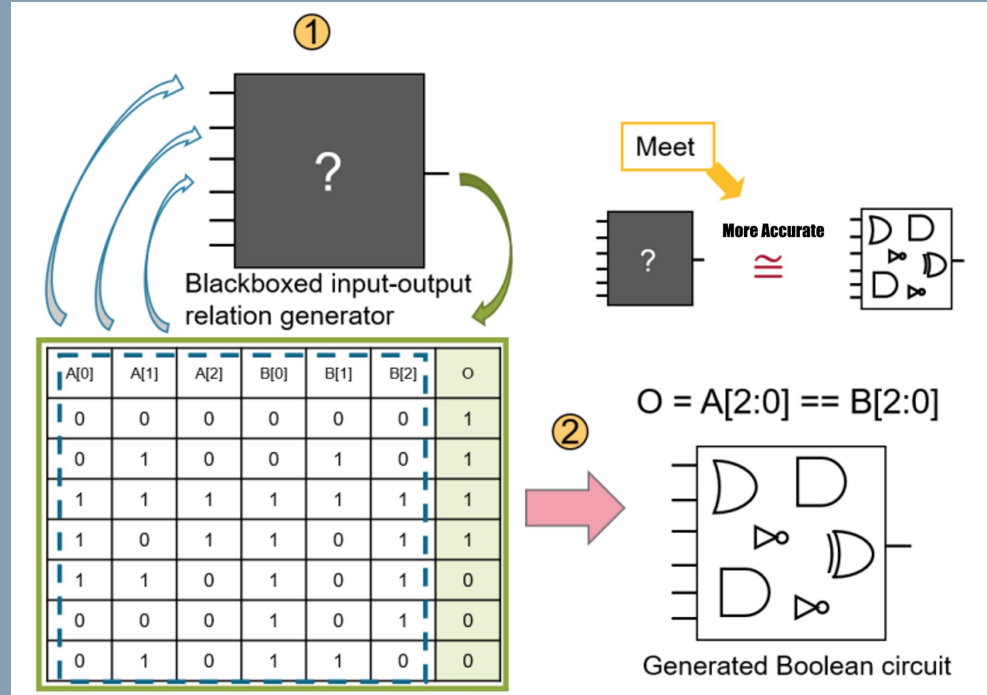 1
?
Blackboxed input-output
relation generator
Meet
?
More Accurate
≅
A[0] A[1] A[2] B[0] B[1] B[2] O
0 0 0 0 0 0 1
0 1 0 0 1 0 1
1 1 1 1 1 1 1
1 0 1 1 0 1 1
1 1 0 1 0 1 0
0 0 0 1 0 1 0
0 1 0 1 1 0 0
2
O = A[2:0] == B[2:0]
Generated Boolean circuit